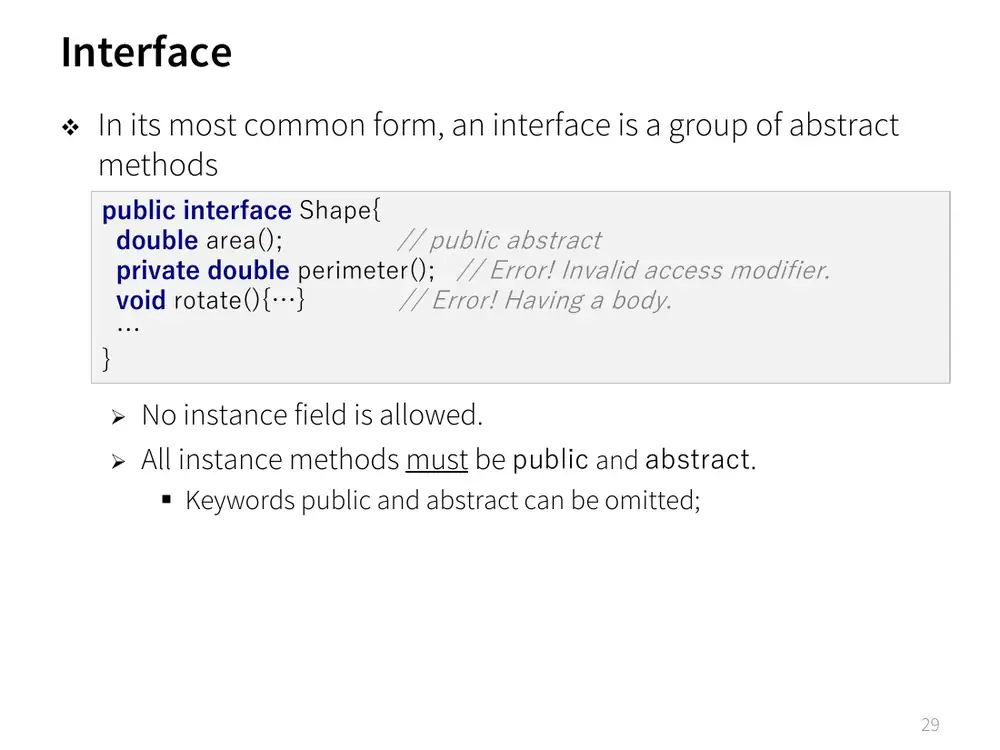 Interface
❖ In its most common form, an interface is a group of abstract
methods
public interface Shape{
double area(); // public abstract
private double perimeter(); // Error! Invalid access modifier.
void rotate(){⋯} // Error! Having a body.
⋯
}
➢ No instance field is allowed.
➢ All instance methods must be public and abstract.
▪ Keywords public and abstract can be omitted;
29